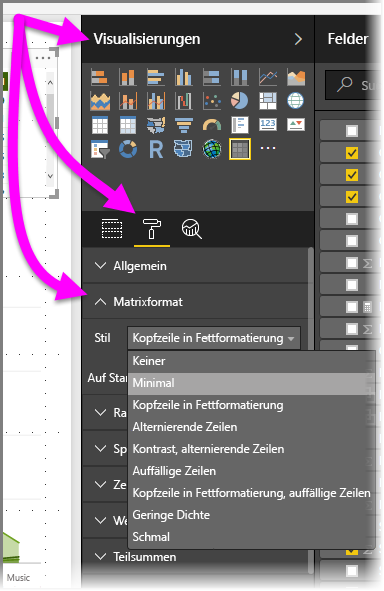 Visualisierungen
Felder
Su
R
123
Allgemein
Matrixformat
Stil
Kopfzeile in Fettformatierung
Keiner
Minimal
Auf Stan
Kopfzeile in Fettformatierung
Ra
Alternierende Zeilen
Sp
Kontrast, alternierende Zeilen
Auffällige Zeilen
Ze
Kopfzeile in Fettformatierung, auffällige Zeilen
We
Geringe Dichte
Schmal
Teilsummen
Music